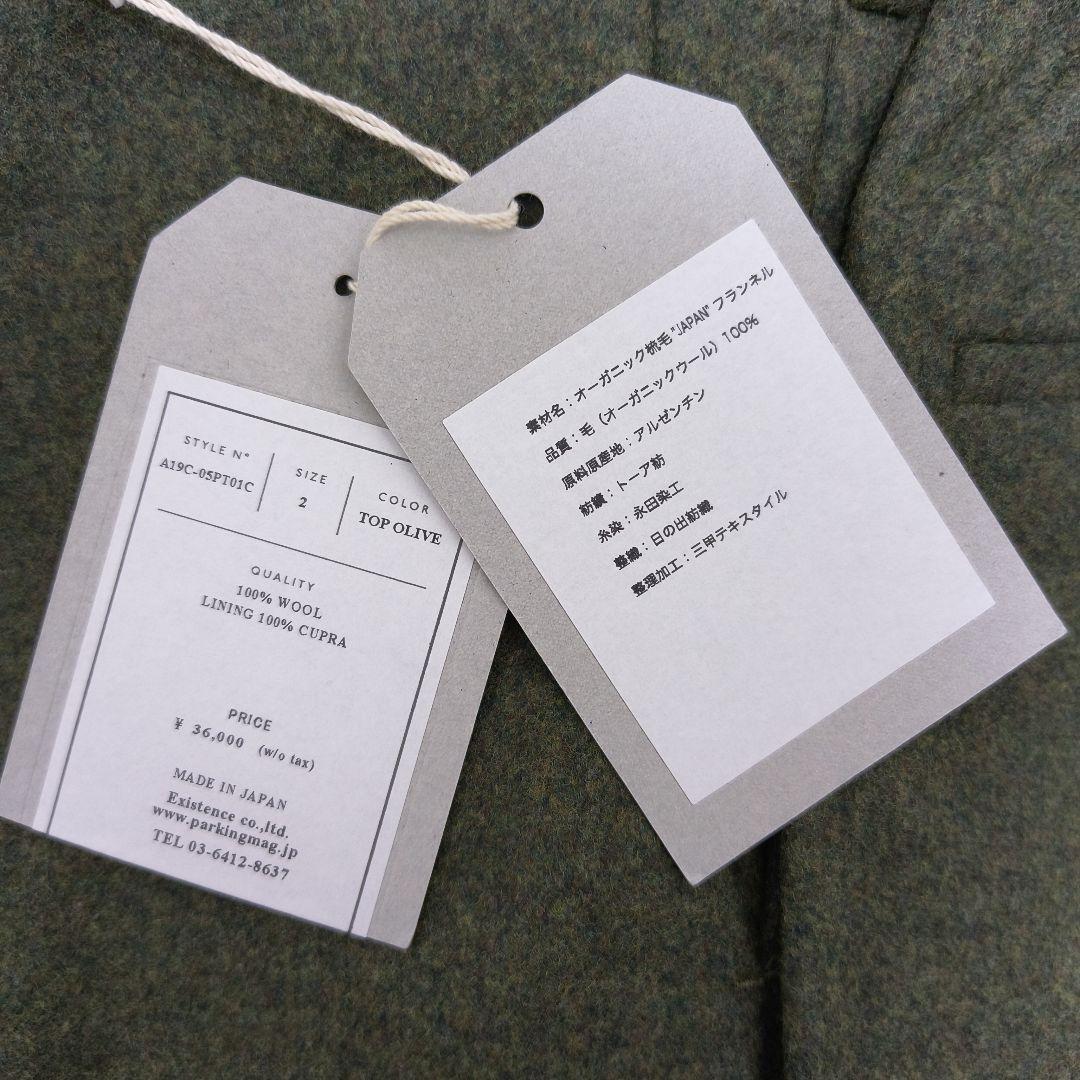 STYLE N°
A19C-05PT01C
SIZE
2
COLOR
TOP OLIVE
QUALITY
100% WOOL
LINING 100% CUPRA
PRICE
¥ 36,000 (w/o tax)
MADE IN JAPAN
Existence co.,ltd.
www.parkingmag.jp
TEL 03-6412-8637
素材名：オーガニック梳毛"JAPAN"フランネル
品質：毛（オーガニックウール）100%
原料原産地：アルゼンチン
紡績：トーア紡
糸染：永田染工
整織：日の出紡織
整理加工：三甲テキスタイル